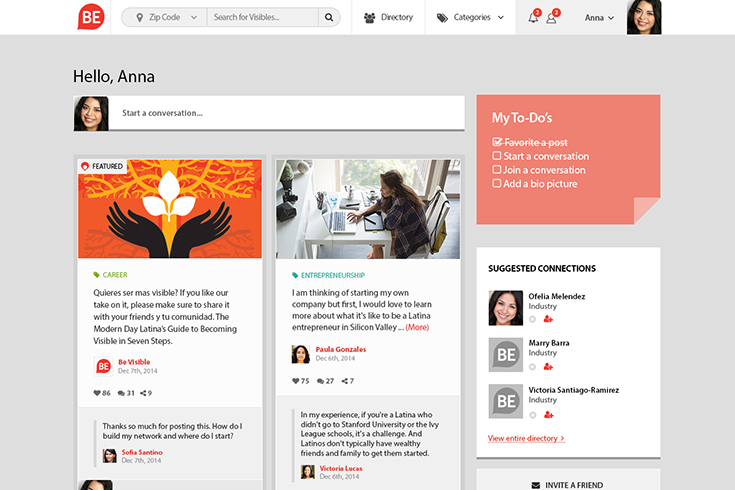 BE
Zip Code
Search for Visibles...
Directory
Categories
2
2
Anna
Hello, Anna
Start a conversation...
FEATURED
CAREER
Quieres ser mas visible? If you like our
take on it, please make sure to share it
with your friends y tu comunidad. The
Modern Day Latina's Guide to Becoming
Visible in Seven Steps.
BE
Be Visible
Dec 7th, 2014
86
31
9
Thanks so much for posting this. How do I
build my network and where do I start?
Sofia Santino
Dec 7th, 2014
ENTREPRENEURSHIP
I am thinking of starting my own
company but first, I would love to learn
more about what it's like to be a Latina
entrepreneur in Silicon Valley ... (More)
Paula Gonzales
Dec 6th, 2014
75
27
7
In my experience, if you're a Latina who
didn't go to Stanford University or the Ivy
League schools, it's a challenge. And
Latinos don't typically have wealthy
friends and family to get them started.
Victoria Lucas
Dec 6th, 2014
My To-Do's
Favorite a post
Start a conversation
Join a conversation
Add a bio picture
SUGGESTED CONNECTIONS
Ofelia Melendez
Industry
BE
Marry Barra
Industry
BE
Victoria Santiago-Ramirez
Industry
View entire directory >
INVITE A FRIEND